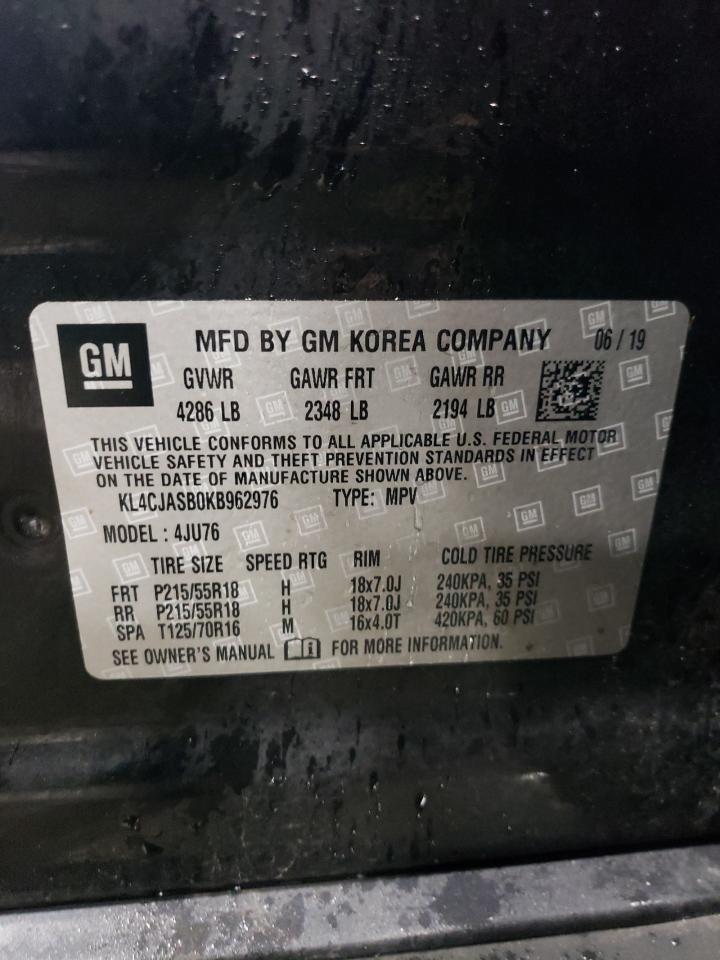 GM MFD BY GM KOREA COMPANY 06 / 19
GVWR GAWR FRT GAWR RR
4286 LB 2348 LB 2194 LB
THIS VEHICLE CONFORMS TO ALL APPLICABLE U.S. FEDERAL MOTOR
VEHICLE SAFETY AND THEFT PREVENTION STANDARDS IN EFFECT
ON THE DATE OF MANUFACTURE SHOWN ABOVE.
KL4CJASB0KB962976 TYPE: MPV
MODEL : 4JU76
TIRE SIZE SPEED RTG RIM COLD TIRE PRESSURE
FRT P215/55R18 H 18x7.0J 240KPA, 35 PSI
RR P215/55R18 H 18x7.0J 240KPA, 35 PSI
SPA T125/70R16 M 16x4.0T 420KPA, 60 PSI
SEE OWNER'S MANUAL FOR MORE INFORMATION.